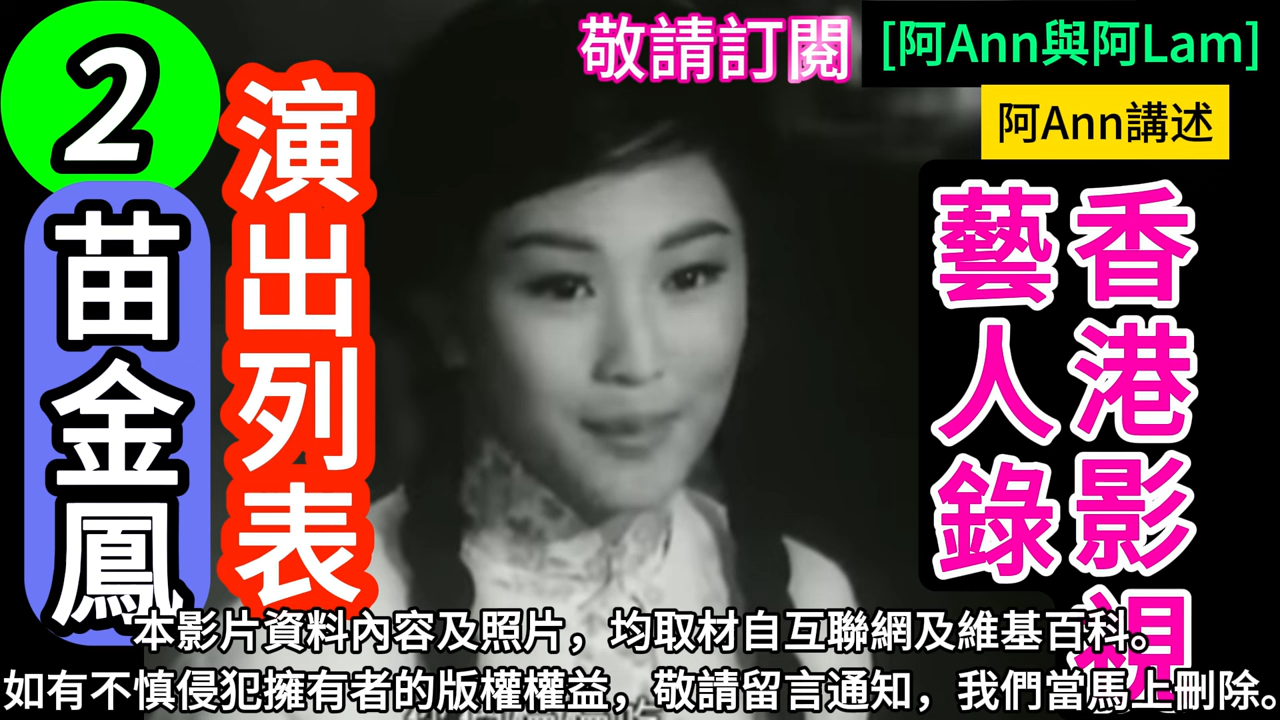 2
苗金鳳
演出列表
敬請訂閱
[阿Ann與阿Lam]
阿Ann講述
香港影視
藝人錄
本影片資料內容及照片，均取材自互聯網及維基百科。
如有不慎侵犯擁有者的版權權益，敬請留言通知，我們當馬上刪除。